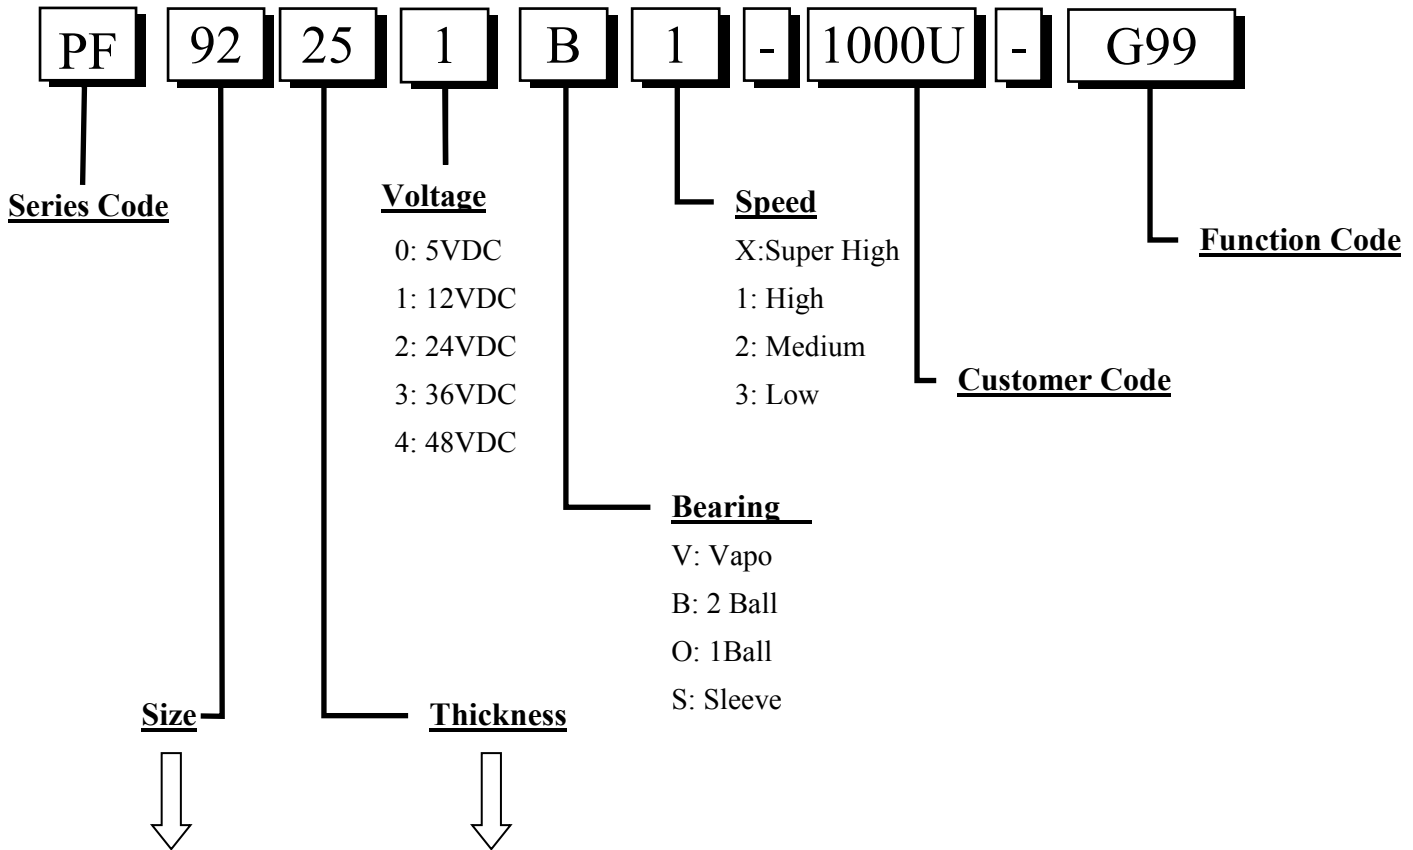 PF 92 25 1 B 1 - 1000U - G99
Series Code
Voltage
0: 5VDC
1: 12VDC
2: 24VDC
3: 36VDC
4: 48VDC
Speed
X:Super High
1: High
2: Medium
3: Low
Function Code
Customer Code
Bearing
V: Vapo
B: 2 Ball
O: 1Ball
S: Sleeve
Size
Thickness